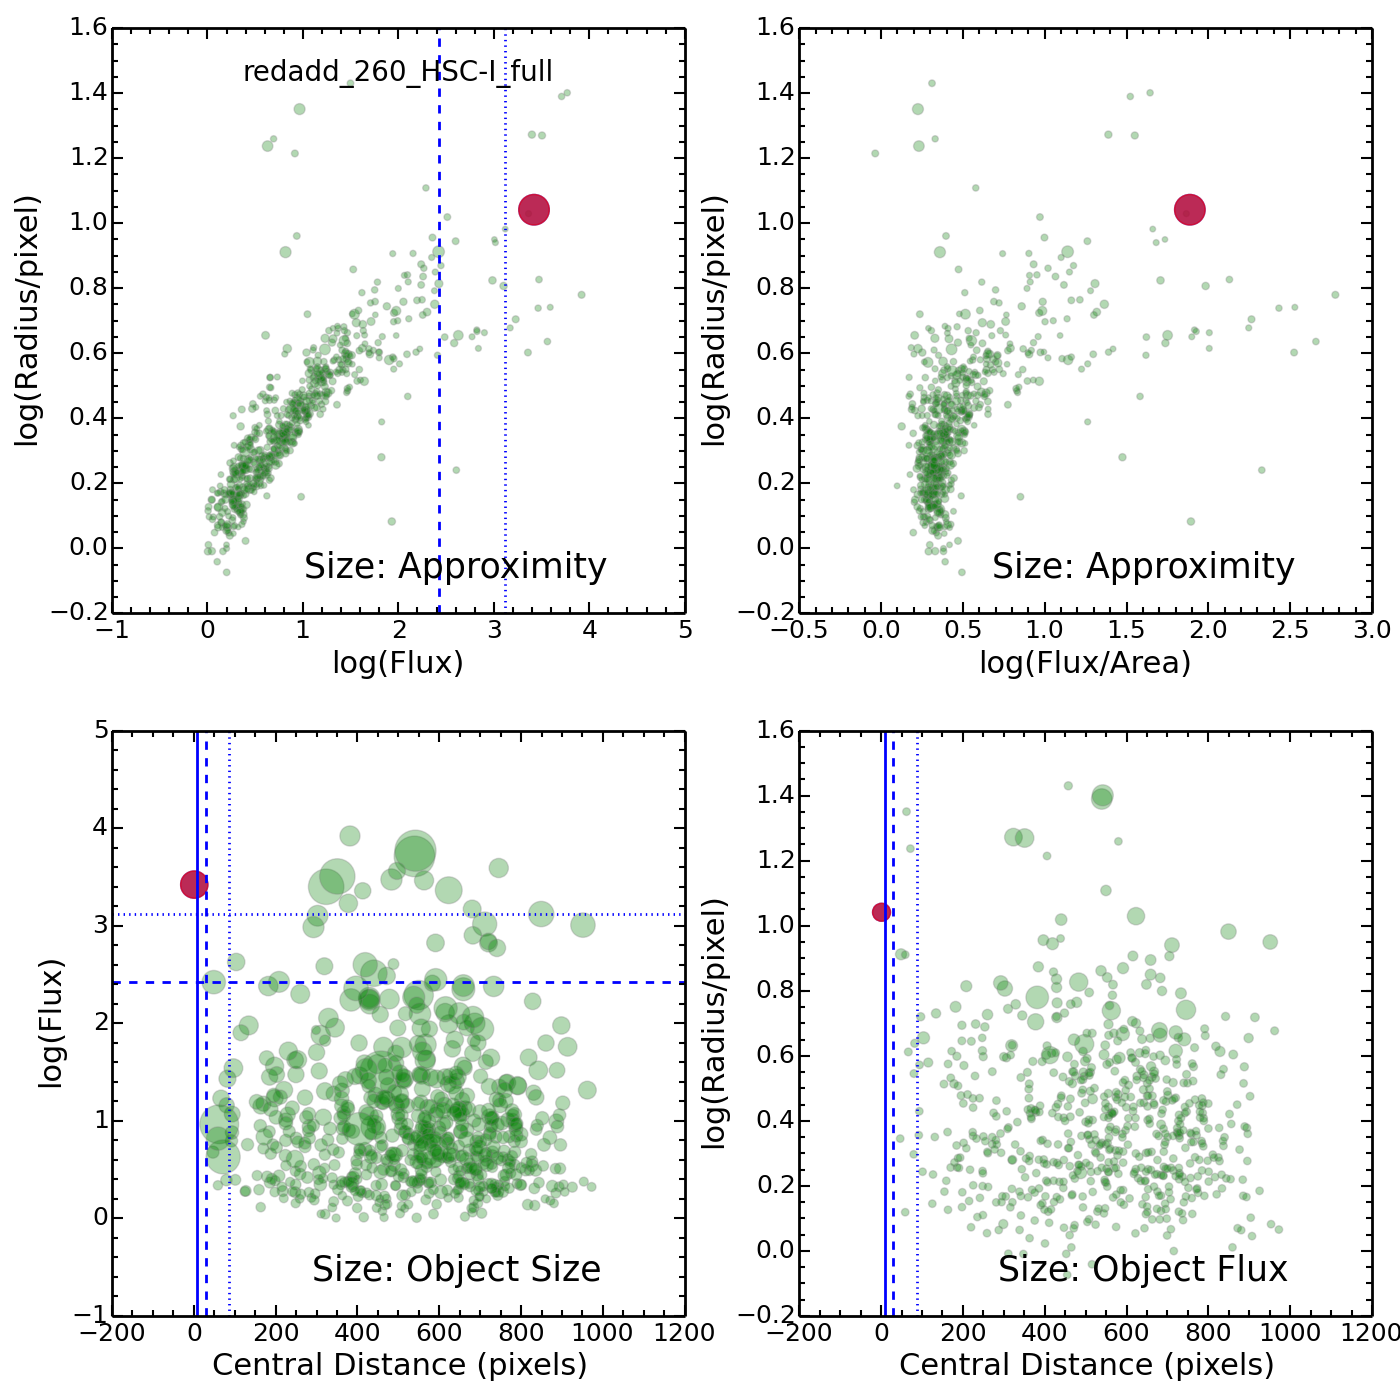 1.6
1.4
1.2
1.0
0.8
0.6
0.4
0.2
0.0
−0.2
log(Radius/pixel)
redadd_260_HSC-I_full
Size: Approximity
−1 0 1 2 3 4 5
log(Flux)
1.6
1.4
1.2
1.0
0.8
0.6
0.4
0.2
0.0
−0.2
log(Radius/pixel)
Size: Approximity
−0.5 0.0 0.5 1.0 1.5 2.0 2.5 3.0
log(Flux/Area)
5
4
3
2
1
0
−1
log(Flux)
Size: Object Size
−200 0 200 400 600 800 1000 1200
Central Distance (pixels)
1.6
1.4
1.2
1.0
0.8
0.6
0.4
0.2
0.0
−0.2
log(Radius/pixel)
Size: Object Flux
−200 0 200 400 600 800 1000 1200
Central Distance (pixels)